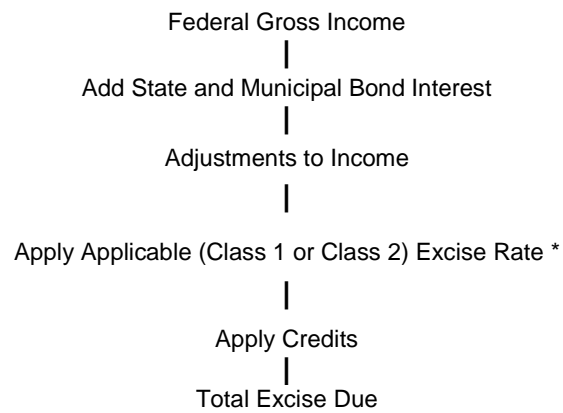 Federal Gross Income
Add State and Municipal Bond Interest
Adjustments to Income
Apply Applicable (Class 1 or Class 2) Excise Rate *
Apply Credits
Total Excise Due